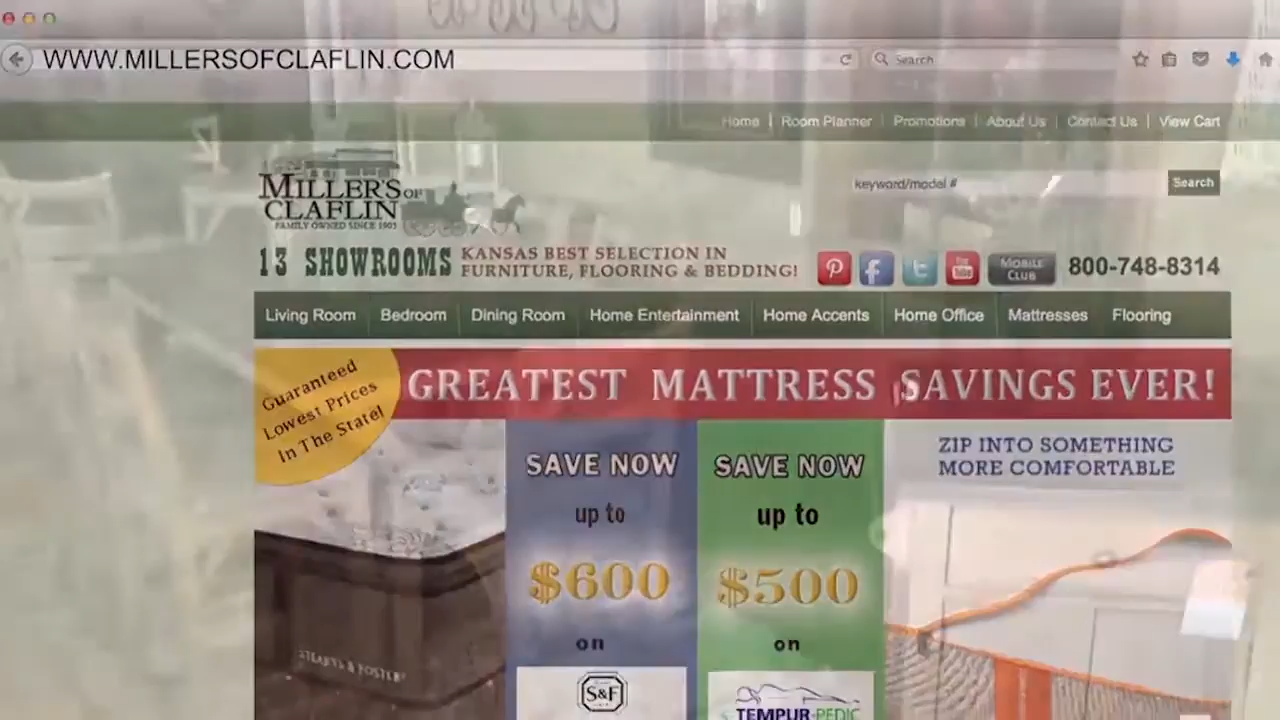 WWW.MILLERSOFCLAFLIN.COM
Search
Home | Room Planner | Promotions | About Us | Contact Us | View Cart
MILLER'S OF
CLAFLIN
FAMILY OWNED SINCE 1903
keyword/model #
Search
13 SHOWROOMS
KANSAS BEST SELECTION IN
FURNITURE, FLOORING & BEDDING!
MOBILE
CLUB
800-748-8314
Living Room Bedroom Dining Room Home Entertainment Home Accents Home Office Mattresses Flooring
Guaranteed
Lowest Prices
In The State!
GREATEST MATTRESS SAVINGS EVER!
SAVE NOW
up to
$600
on
S&F
SAVE NOW
up to
$500
on
TEMPUR-PEDIC
ZIP INTO SOMETHING
MORE COMFORTABLE
STEARNS & FOSTER